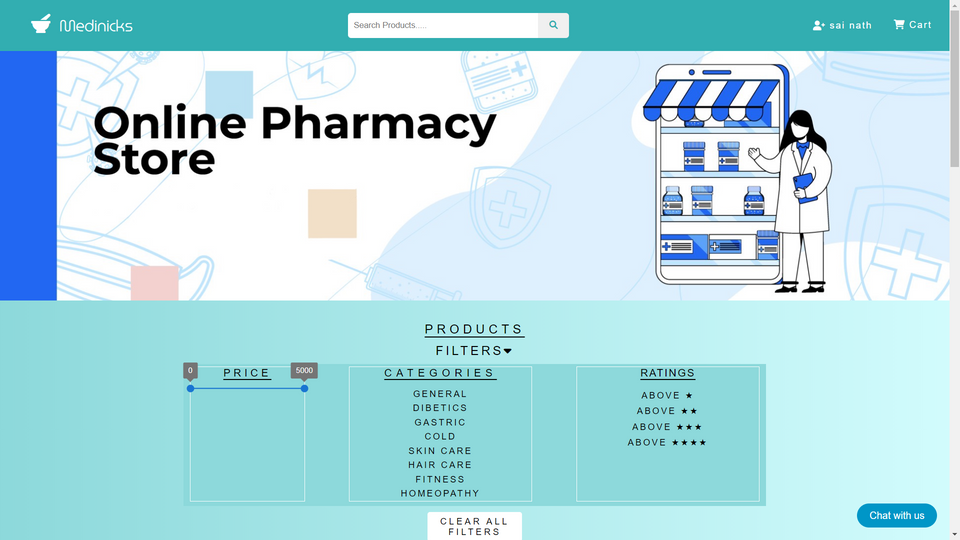 Medinicks
Search Products.....
sai nath
Cart
Online Pharmacy
Store
PRODUCTS
FILTERS
0
5000
PRICE
CATEGORIES
GENERAL
DIBETICS
GASTRIC
COLD
SKIN CARE
HAIR CARE
FITNESS
HOMEOPATHY
RATINGS
ABOVE ★
ABOVE ★★
ABOVE ★★★
ABOVE ★★★★
CLEAR ALL
FILTERS
Chat with us